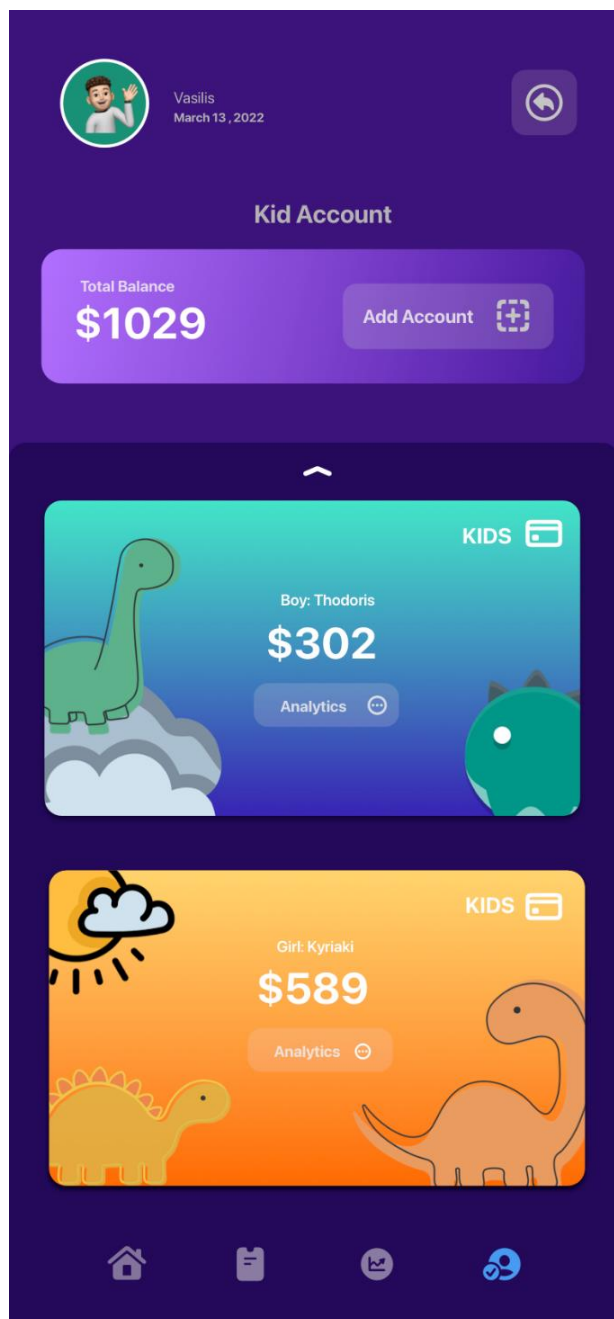 Vasilis
March 13 , 2022
Kid Account
Total Balance
$1029
Add Account
KIDS
Boy: Thodoris
$302
Analytics
KIDS
Girl: Kyriaki
$589
Analytics